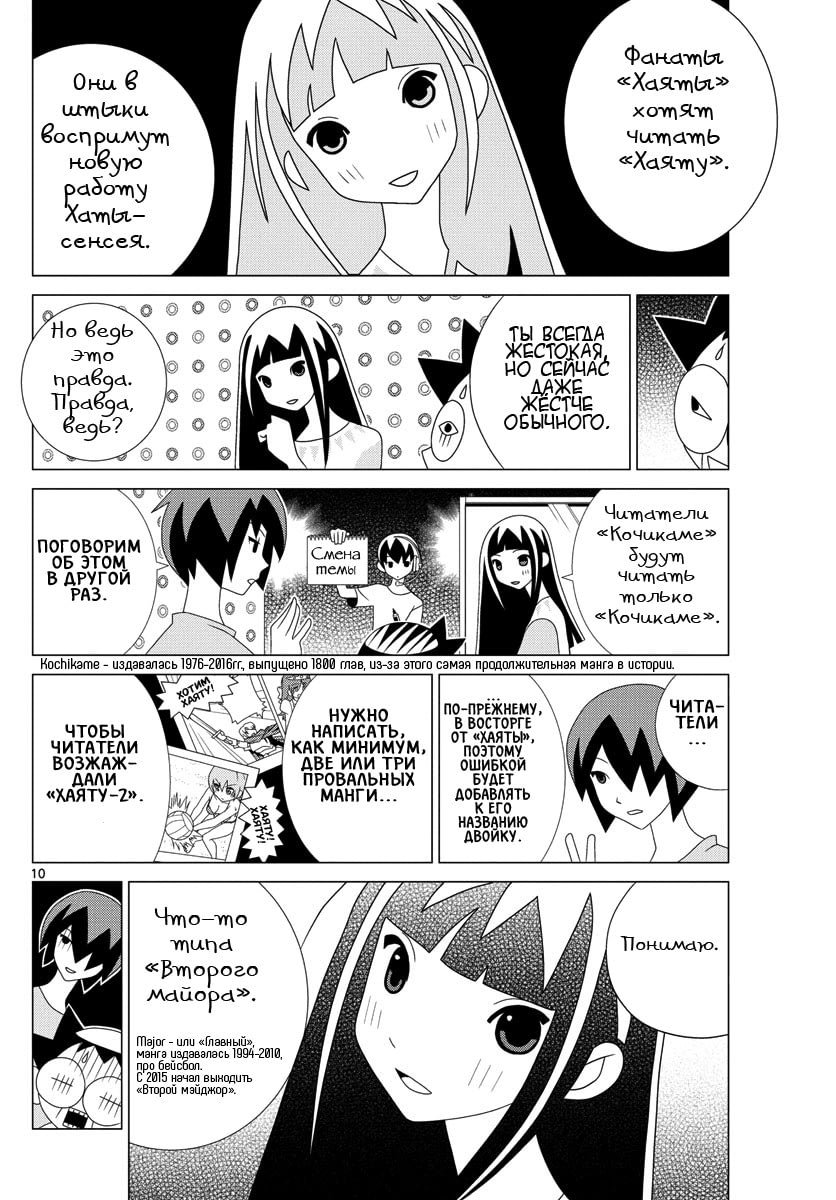 Фанаты
«Хаяты»
хотят
читать
«Хаяту».
Они в
штыки
воспримут
новую
работу
Хаты-
сенсея.
ТЫ ВСЕГДА
ЖЕСТОКАЯ,
НО СЕЙЧАС
ДАЖЕ
ЖЁСТЧЕ
ОБЫЧНОГО.
Но ведь
это
правда.
Правда,
ведь?
Читатели
«Кочикаме»
будут
читать
только
«Кочикаме».
Смена
темы
ПОГОВОРИМ
ОБ ЭТОМ
В ДРУГОЙ
РАЗ.
Kochikame - издавалась 1976-2016гг., выпущено 1800 глав, из-за этого самая продолжительная манга в истории.
ЧИТА-
ТЕЛИ
...
...
ПО-ПРЕЖНЕМУ,
В ВОСТОРГЕ
ОТ «ХАЯТЫ»,
ПОЭТОМУ
ОШИБКОЙ
БУДЕТ
ДОБАВЛЯТЬ
К ЕГО
НАЗВАНИЮ
ДВОЙКУ.
НУЖНО
НАПИСАТЬ,
КАК МИНИМУМ,
ДВЕ ИЛИ ТРИ
ПРОВАЛЬНЫХ
МАНГИ...
ХОТИМ
ХАЯТУ!
ХАЯТУ!
ХАЯТУ!
ЧТОБЫ
ЧИТАТЕЛИ
ВОЗЖАЖ-
ДАЛИ
«ХАЯТУ-2».
10
Понимаю.
Что-то
типа
«Второго
майора».
Major - или «Главный»,
манга издавалась 1994-2010,
про бейсбол.
С 2015 начал выходить
«Второй мэйджор».